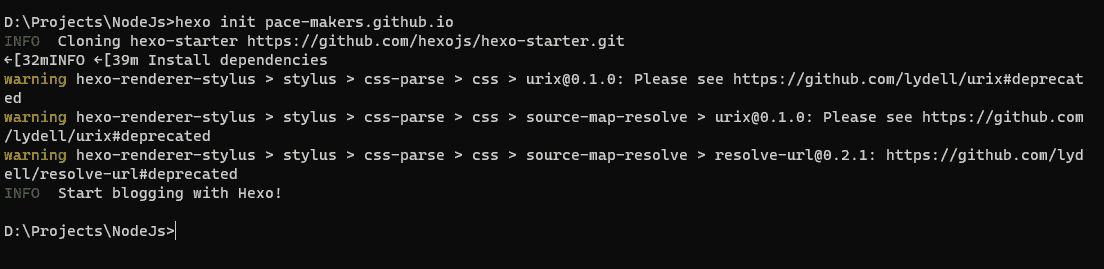 D:\Projects\NodeJs>hexo init pace-makers.github.io
INFO  Cloning hexo-starter https://github.com/hexojs/hexo-starter.git
←[32mINFO ←[39m Install dependencies
warning hexo-renderer-stylus > stylus > css-parse > css > urix@0.1.0: Please see https://github.com/lydell/urix#deprecat
ed
warning hexo-renderer-stylus > stylus > css-parse > css > source-map-resolve > urix@0.1.0: Please see https://github.com
/lydell/urix#deprecated
warning hexo-renderer-stylus > stylus > css-parse > css > source-map-resolve > resolve-url@0.2.1: https://github.com/lyd
ell/resolve-url#deprecated
INFO  Start blogging with Hexo!
D:\Projects\NodeJs>